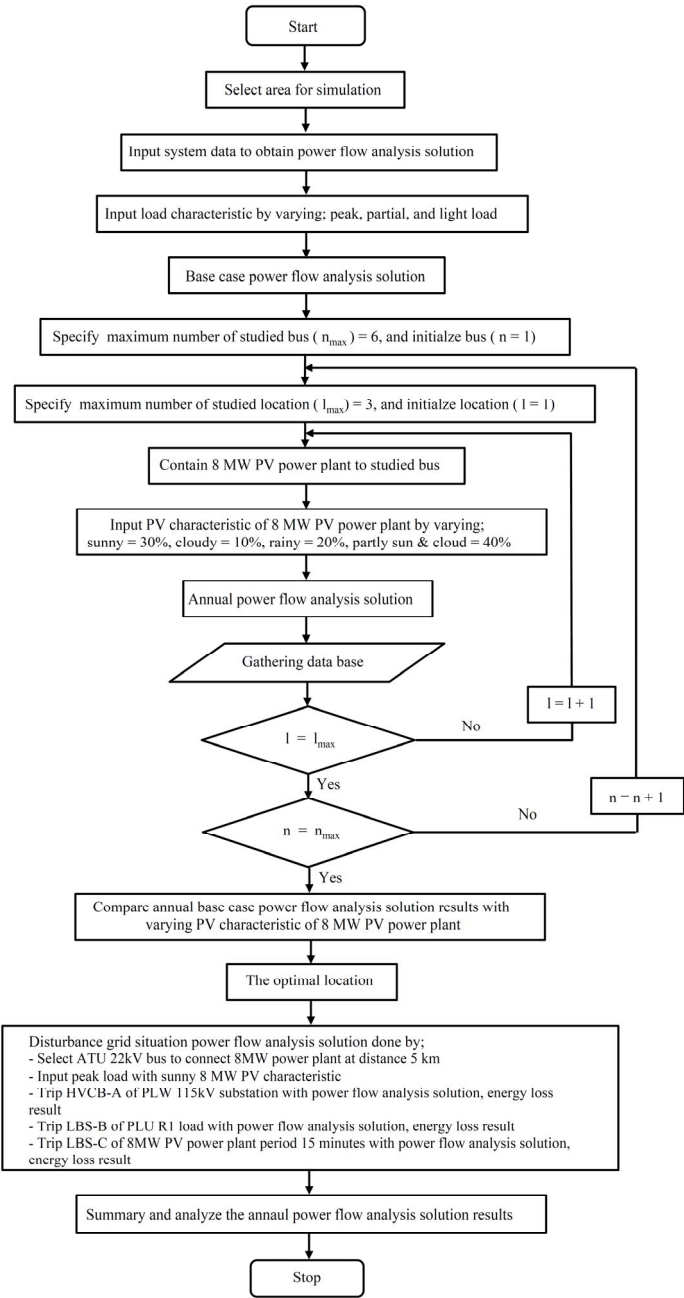 Start
Select area for simulation
Input system data to obtain power flow analysis solution
Input load characteristic by varying; peak, partial, and light load
Base case power flow analysis solution
Specify maximum number of studied bus ( nmax ) = 6, and initialze bus ( n = 1)
Specify maximum number of studied location ( lmax) = 3, and initialze location ( l = 1)
Contain 8 MW PV power plant to studied bus
Input PV characteristic of 8 MW PV power plant by varying;
sunny = 30%, cloudy = 10%, rainy = 20%, partly sun & cloud = 40%
Annual power flow analysis solution
Gathering data base
l = l + 1
l = lmax
No
Yes
n = n + 1
n = nmax
No
Yes
Compare annual base case power flow analysis solution results with
varying PV characteristic of 8 MW PV power plant
The optimal location
Disturbance grid situation power flow analysis solution done by;
- Select ATU 22kV bus to connect 8MW power plant at distance 5 km
- Input peak load with sunny 8 MW PV characteristic
- Trip HVCB-A of PLW 115kV substation with power flow analysis solution, energy loss
result
- Trip LBS-B of PLU R1 load with power flow analysis solution, energy loss result
- Trip LBS-C of 8MW PV power plant period 15 minutes with power flow analysis solution,
energy loss result
Summary and analyze the annaul power flow analysis solution results
Stop